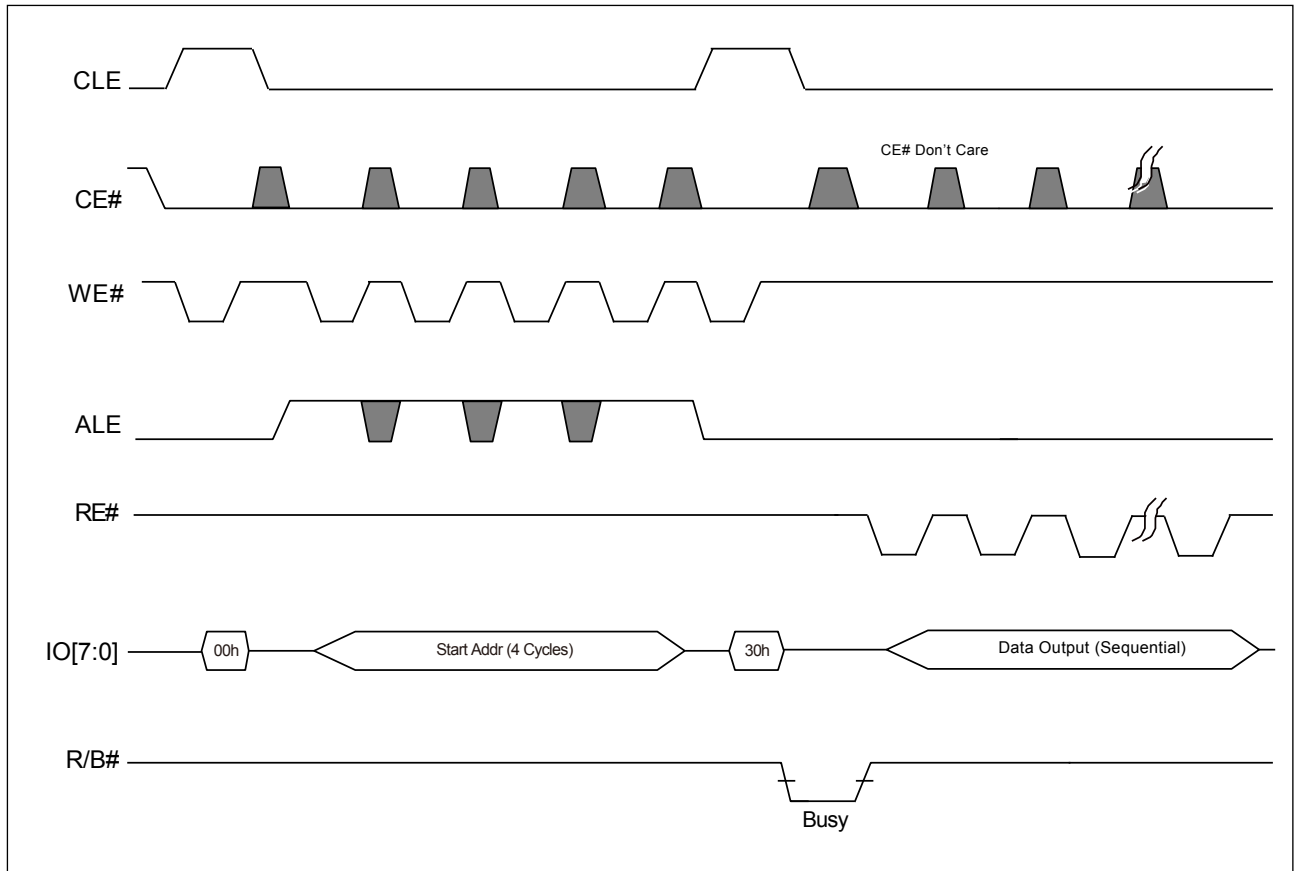 CLE
CE# Don't Care
CE#
WE#
ALE
RE#
IO[7:0] 00h Start Addr (4 Cycles) 30h Data Output (Sequential)
R/B#
Busy